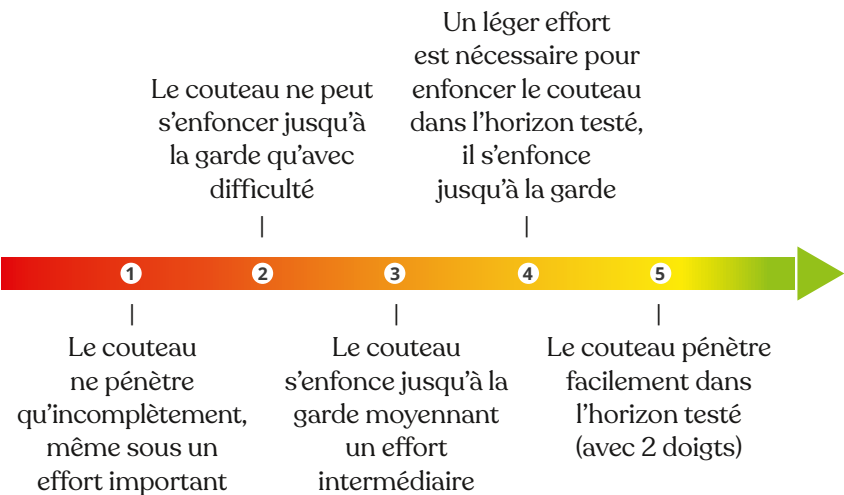 Un léger effort
est nécessaire pour
enfoncer le couteau
dans l'horizon testé,
il s'enfonce
jusqu'à la garde
Le couteau ne peut
s'enfoncer jusqu'à
la garde qu'avec
difficulté
1
2
3
4
5
Le couteau
ne pénètre
qu'incomplètement,
même sous un
effort important
Le couteau
s'enfonce jusqu'à la
garde moyennant
un effort
intermédiaire
Le couteau pénètre
facilement dans
l'horizon testé
(avec 2 doigts)